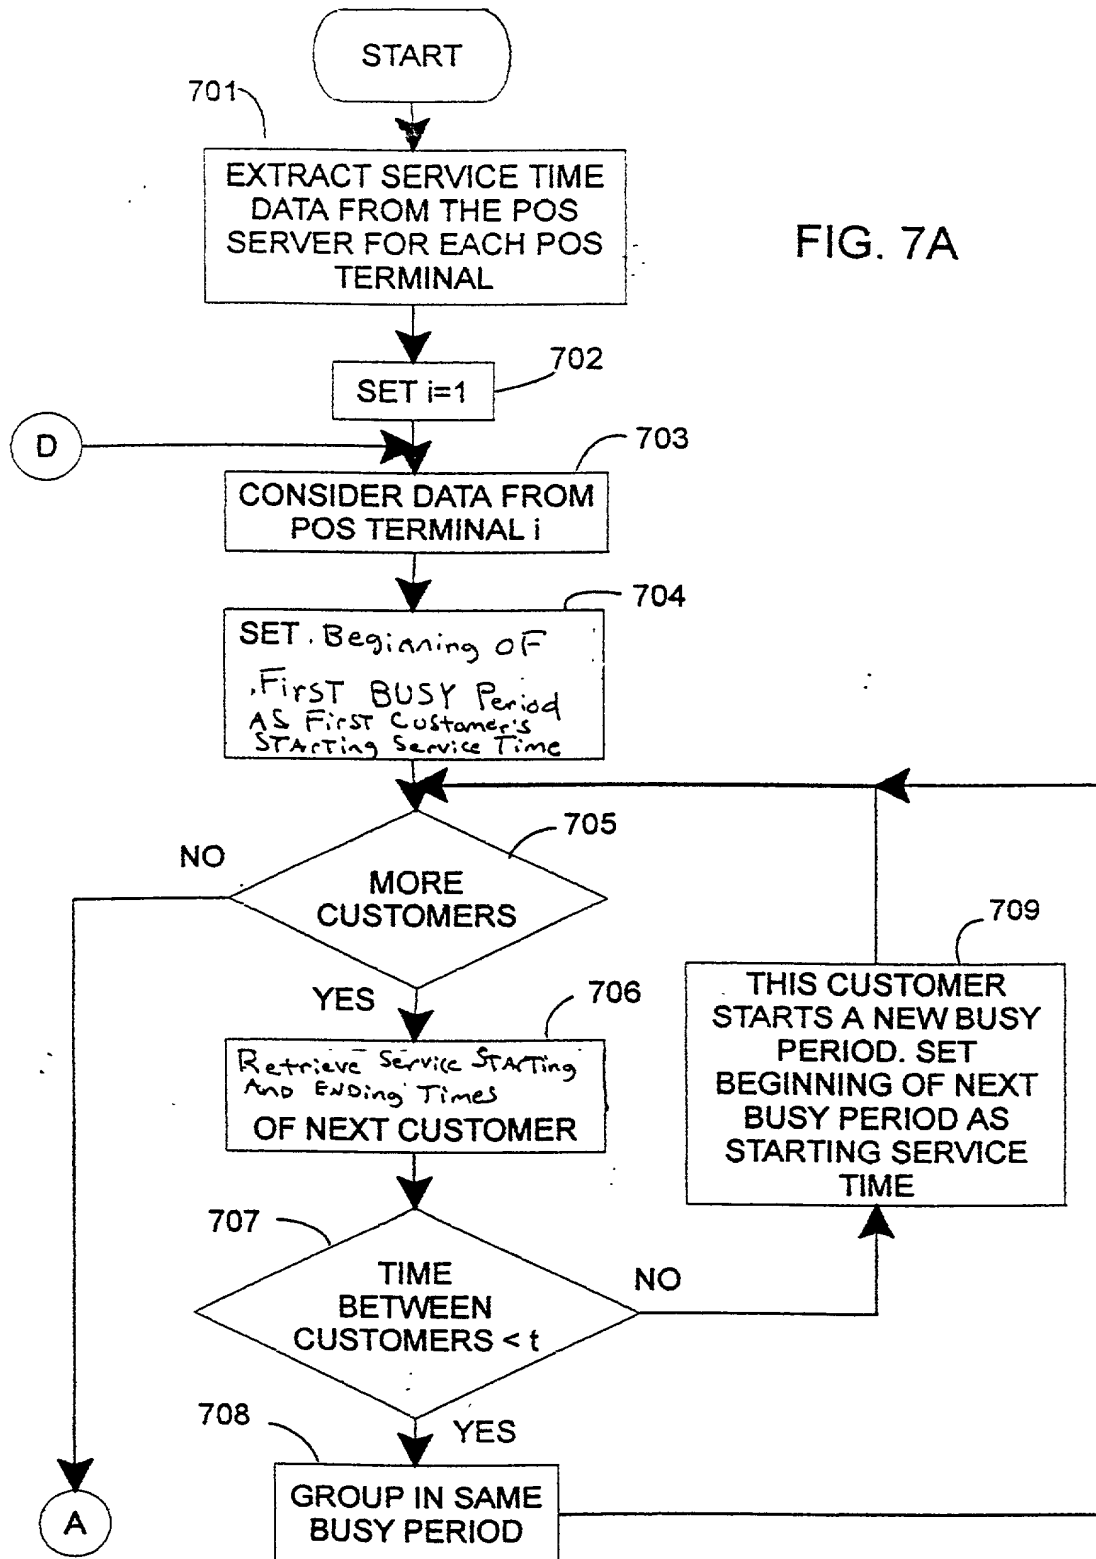 START
701
EXTRACT SERVICE TIME
DATA FROM THE POS
SERVER FOR EACH POS
TERMINAL
FIG. 7A
702
SET i=1
D
703
CONSIDER DATA FROM
POS TERMINAL i
704
SET Beginning OF
First BUSY Period
AS First Customer's
STArting Service Time
705
NO
MORE
CUSTOMERS
YES
706
Retrieve Service STArTing
AND ENDing Times
OF NEXT CUSTOMER
709
THIS CUSTOMER
STARTS A NEW BUSY
PERIOD. SET
BEGINNING OF NEXT
BUSY PERIOD AS
STARTING SERVICE
TIME
707
TIME
BETWEEN
CUSTOMERS < t
NO
YES
708
GROUP IN SAME
BUSY PERIOD
A